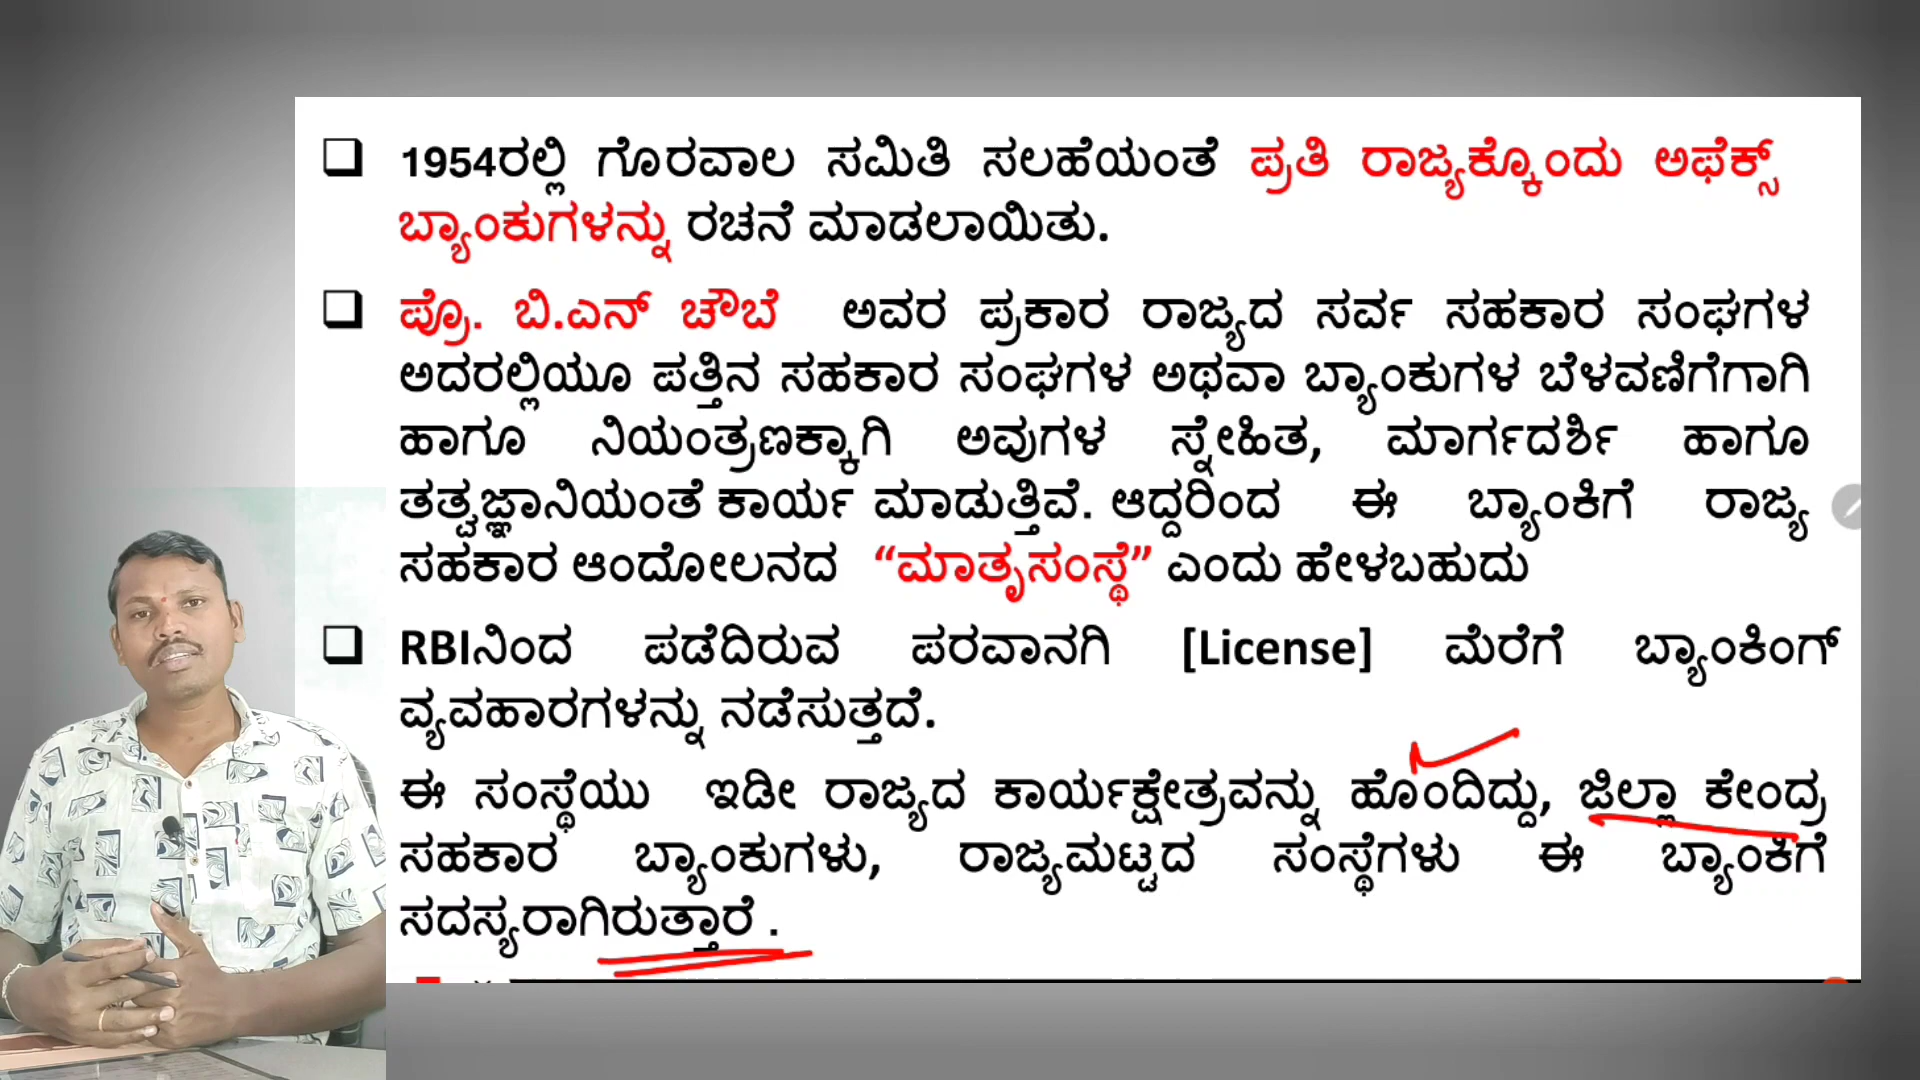 1954ರಲ್ಲಿ ಗೊರವಾಲ ಸಮಿತಿ ಸಲಹೆಯಂತೆ ಪ್ರತಿ ರಾಜ್ಯಕ್ಕೊಂದು ಅಫೆಕ್ಸ್
ಬ್ಯಾಂಕುಗಳನ್ನು ರಚನೆ ಮಾಡಲಾಯಿತು.
ಪ್ರೊ. ಬಿ.ಎನ್ ಚೌಬೆ ಅವರ ಪ್ರಕಾರ ರಾಜ್ಯದ ಸರ್ವ ಸಹಕಾರ ಸಂಘಗಳ
ಅದರಲ್ಲಿಯೂ ಪತ್ತಿನ ಸಹಕಾರ ಸಂಘಗಳ ಅಥವಾ ಬ್ಯಾಂಕುಗಳ ಬೆಳವಣಿಗೆಗಾಗಿ
ಹಾಗೂ ನಿಯಂತ್ರಣಕ್ಕಾಗಿ ಅವುಗಳ ಸ್ನೇಹಿತ, ಮಾರ್ಗದರ್ಶಿ ಹಾಗೂ
ತತ್ವಜ್ಞಾನಿಯಂತೆ ಕಾರ್ಯ ಮಾಡುತ್ತಿವೆ. ಆದ್ದರಿಂದ ಈ ಬ್ಯಾಂಕಿಗೆ ರಾಜ್ಯ
ಸಹಕಾರ ಆಂದೋಲನದ “ಮಾತೃಸಂಸ್ಥೆ” ಎಂದು ಹೇಳಬಹುದು
RBIನಿಂದ ಪಡೆದಿರುವ ಪರವಾನಗಿ [License] ಮೆರೆಗೆ ಬ್ಯಾಂಕಿಂಗ್
ವ್ಯವಹಾರಗಳನ್ನು ನಡೆಸುತ್ತದೆ.
ಈ ಸಂಸ್ಥೆಯು ಇಡೀ ರಾಜ್ಯದ ಕಾರ್ಯಕ್ಷೇತ್ರವನ್ನು ಹೊಂದಿದ್ದು, ಜಿಲ್ಲಾ ಕೇಂದ್ರ
ಸಹಕಾರ ಬ್ಯಾಂಕುಗಳು, ರಾಜ್ಯಮಟ್ಟದ ಸಂಸ್ಥೆಗಳು ಈ ಬ್ಯಾಂಕಿಗೆ
ಸದಸ್ಯರಾಗಿರುತ್ತಾರೆ .